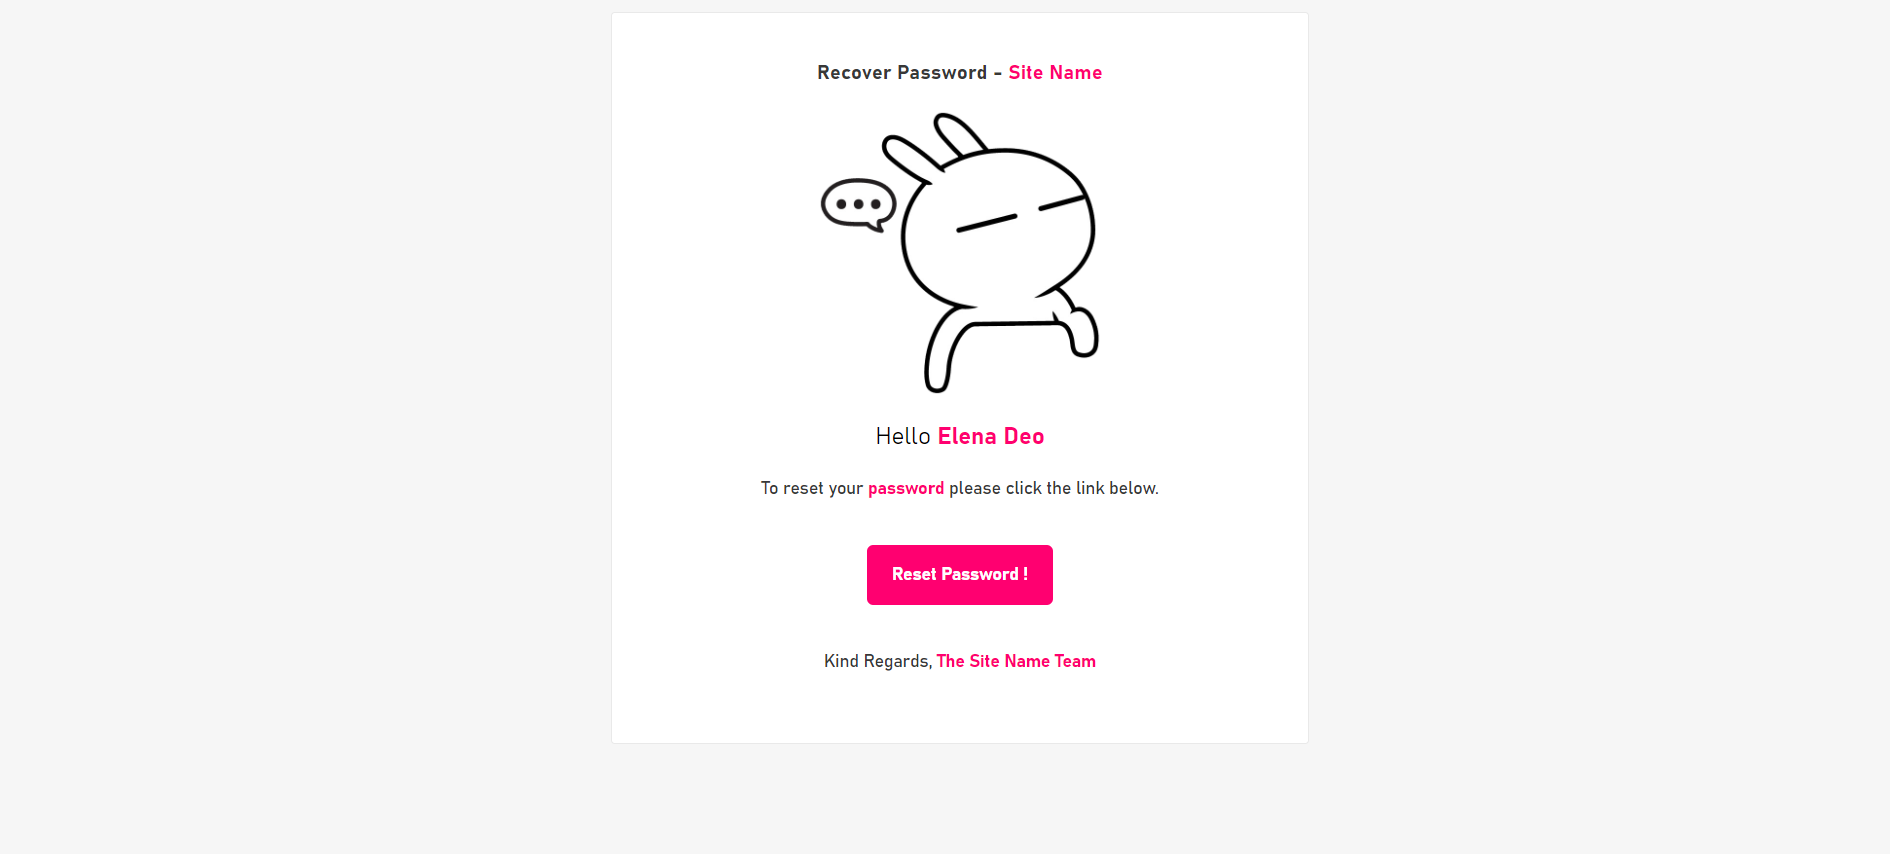 Recover Password - Site Name
Hello Elena Deo
To reset your password please click the link below.
Reset Password !
Kind Regards, The Site Name Team